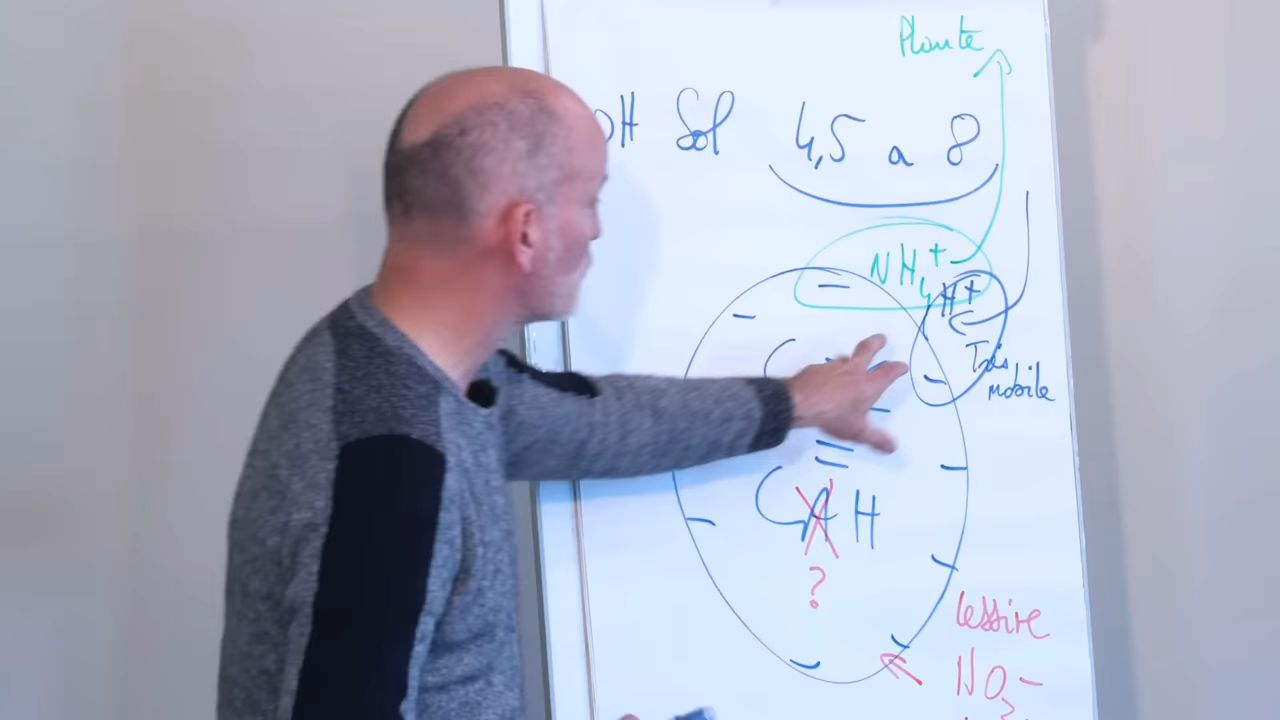 Plante
pH Sol 4,5 a 8
NH4+
H+
Très
mobile
CAH
?
lessive
NO3-